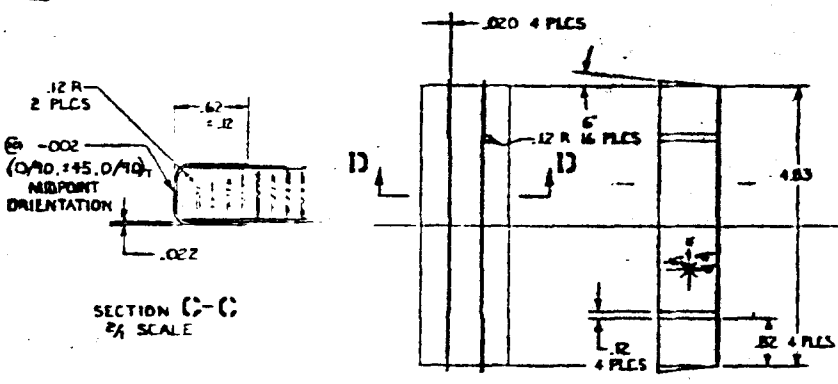 .020 4 PLCS
.12 R
2 PLCS
.62
± .12
-002
(0/90, ±45, 0/90)T
MIDPOINT
ORIENTATION
.022
SECTION C-C
2/1 SCALE
6°
.12 R 16 PLCS
D
D
4.83
.12
4 PLCS
.82 4 PLCS